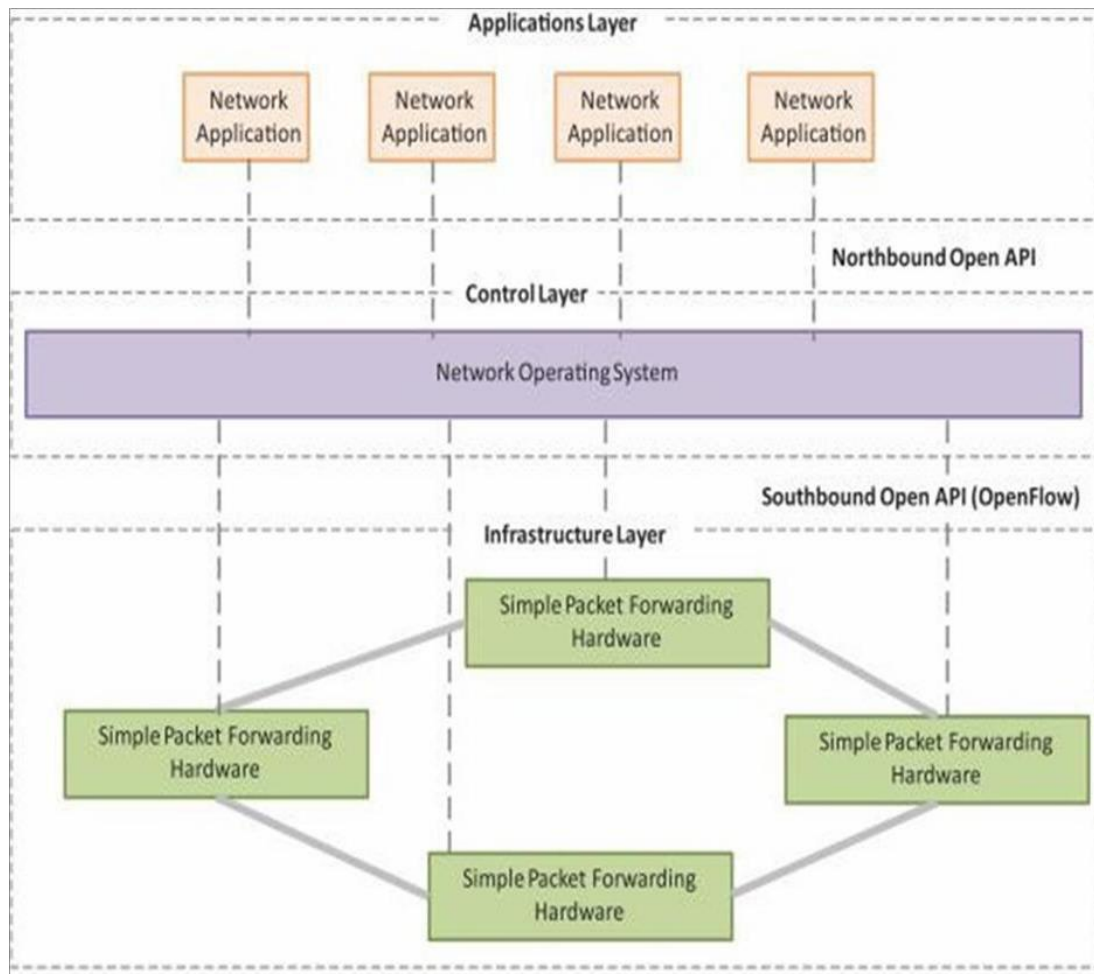 Applications Layer
Network
Application
Network
Application
Network
Application
Network
Application
Northbound Open API
Control Layer
Network Operating System
Southbound Open API (OpenFlow)
Infrastructure Layer
Simple Packet Forwarding
Hardware
Simple Packet Forwarding
Hardware
Simple Packet Forwarding
Hardware
Simple Packet Forwarding
Hardware